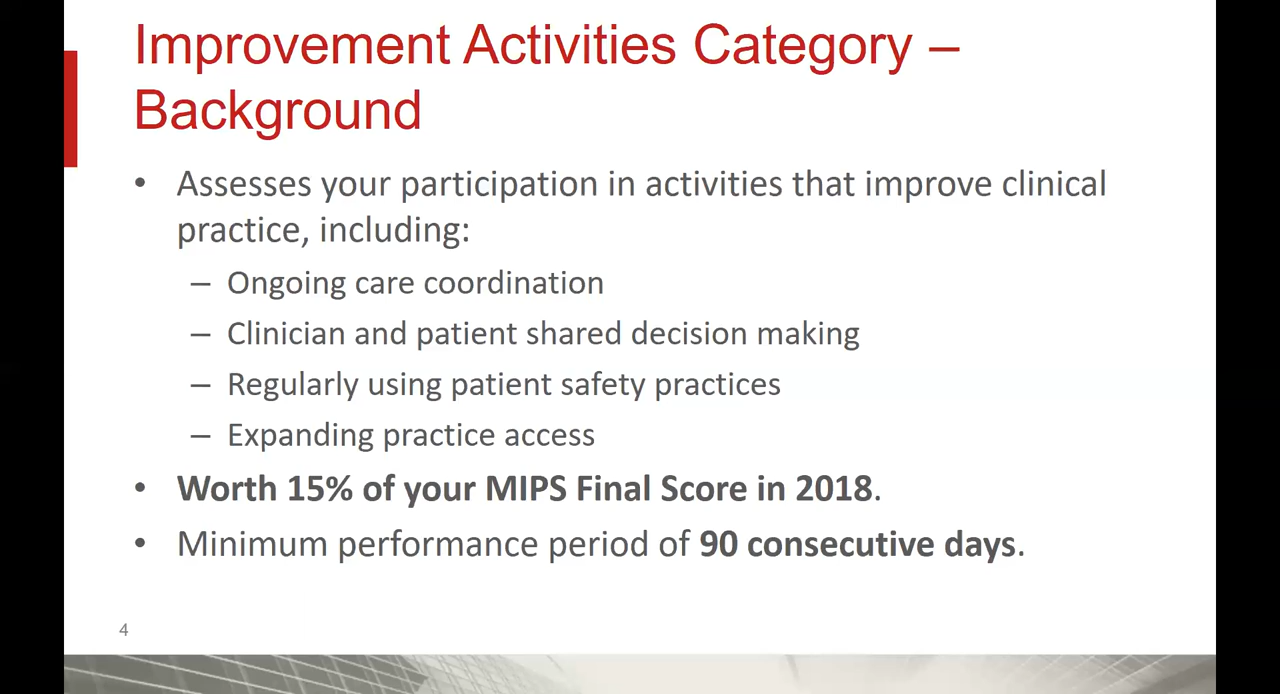 Improvement Activities Category –
Background
• Assesses your participation in activities that improve clinical
practice, including:
– Ongoing care coordination
– Clinician and patient shared decision making
– Regularly using patient safety practices
– Expanding practice access
• Worth 15% of your MIPS Final Score in 2018.
• Minimum performance period of 90 consecutive days.
4